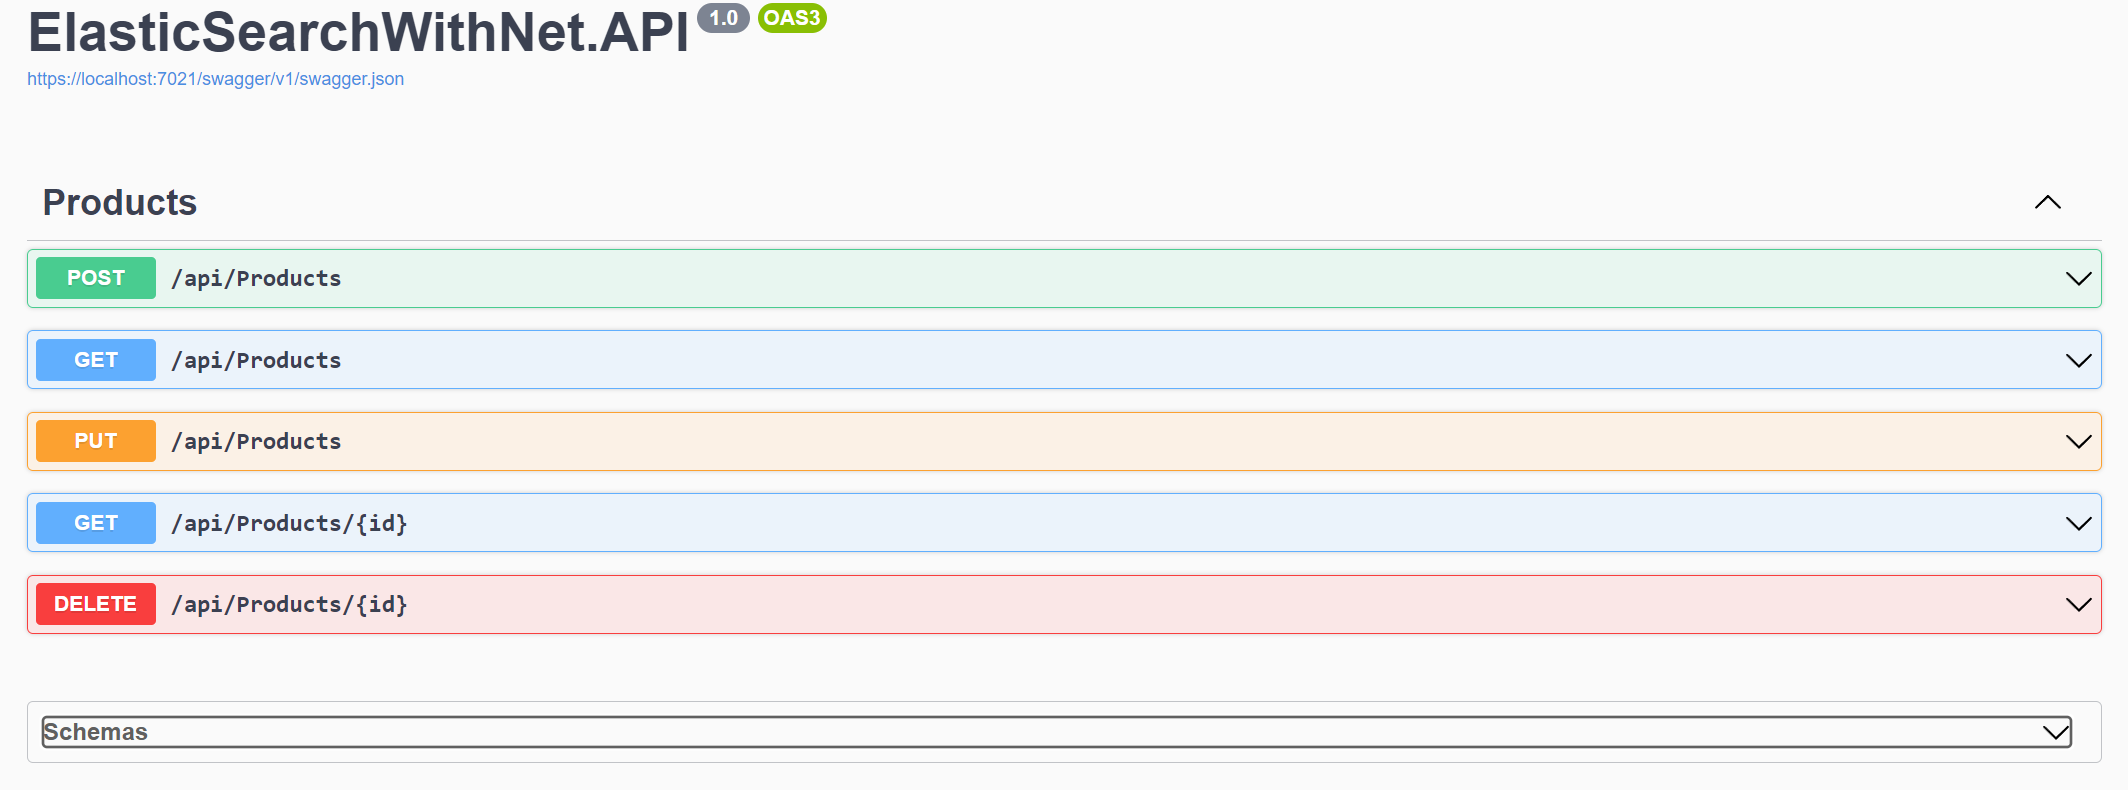 ElasticSearchWithNet.API 1.0 OAS3
https://localhost:7021/swagger/v1/swagger.json
Products
POST /api/Products
GET /api/Products
PUT /api/Products
GET /api/Products/{id}
DELETE /api/Products/{id}
Schemas